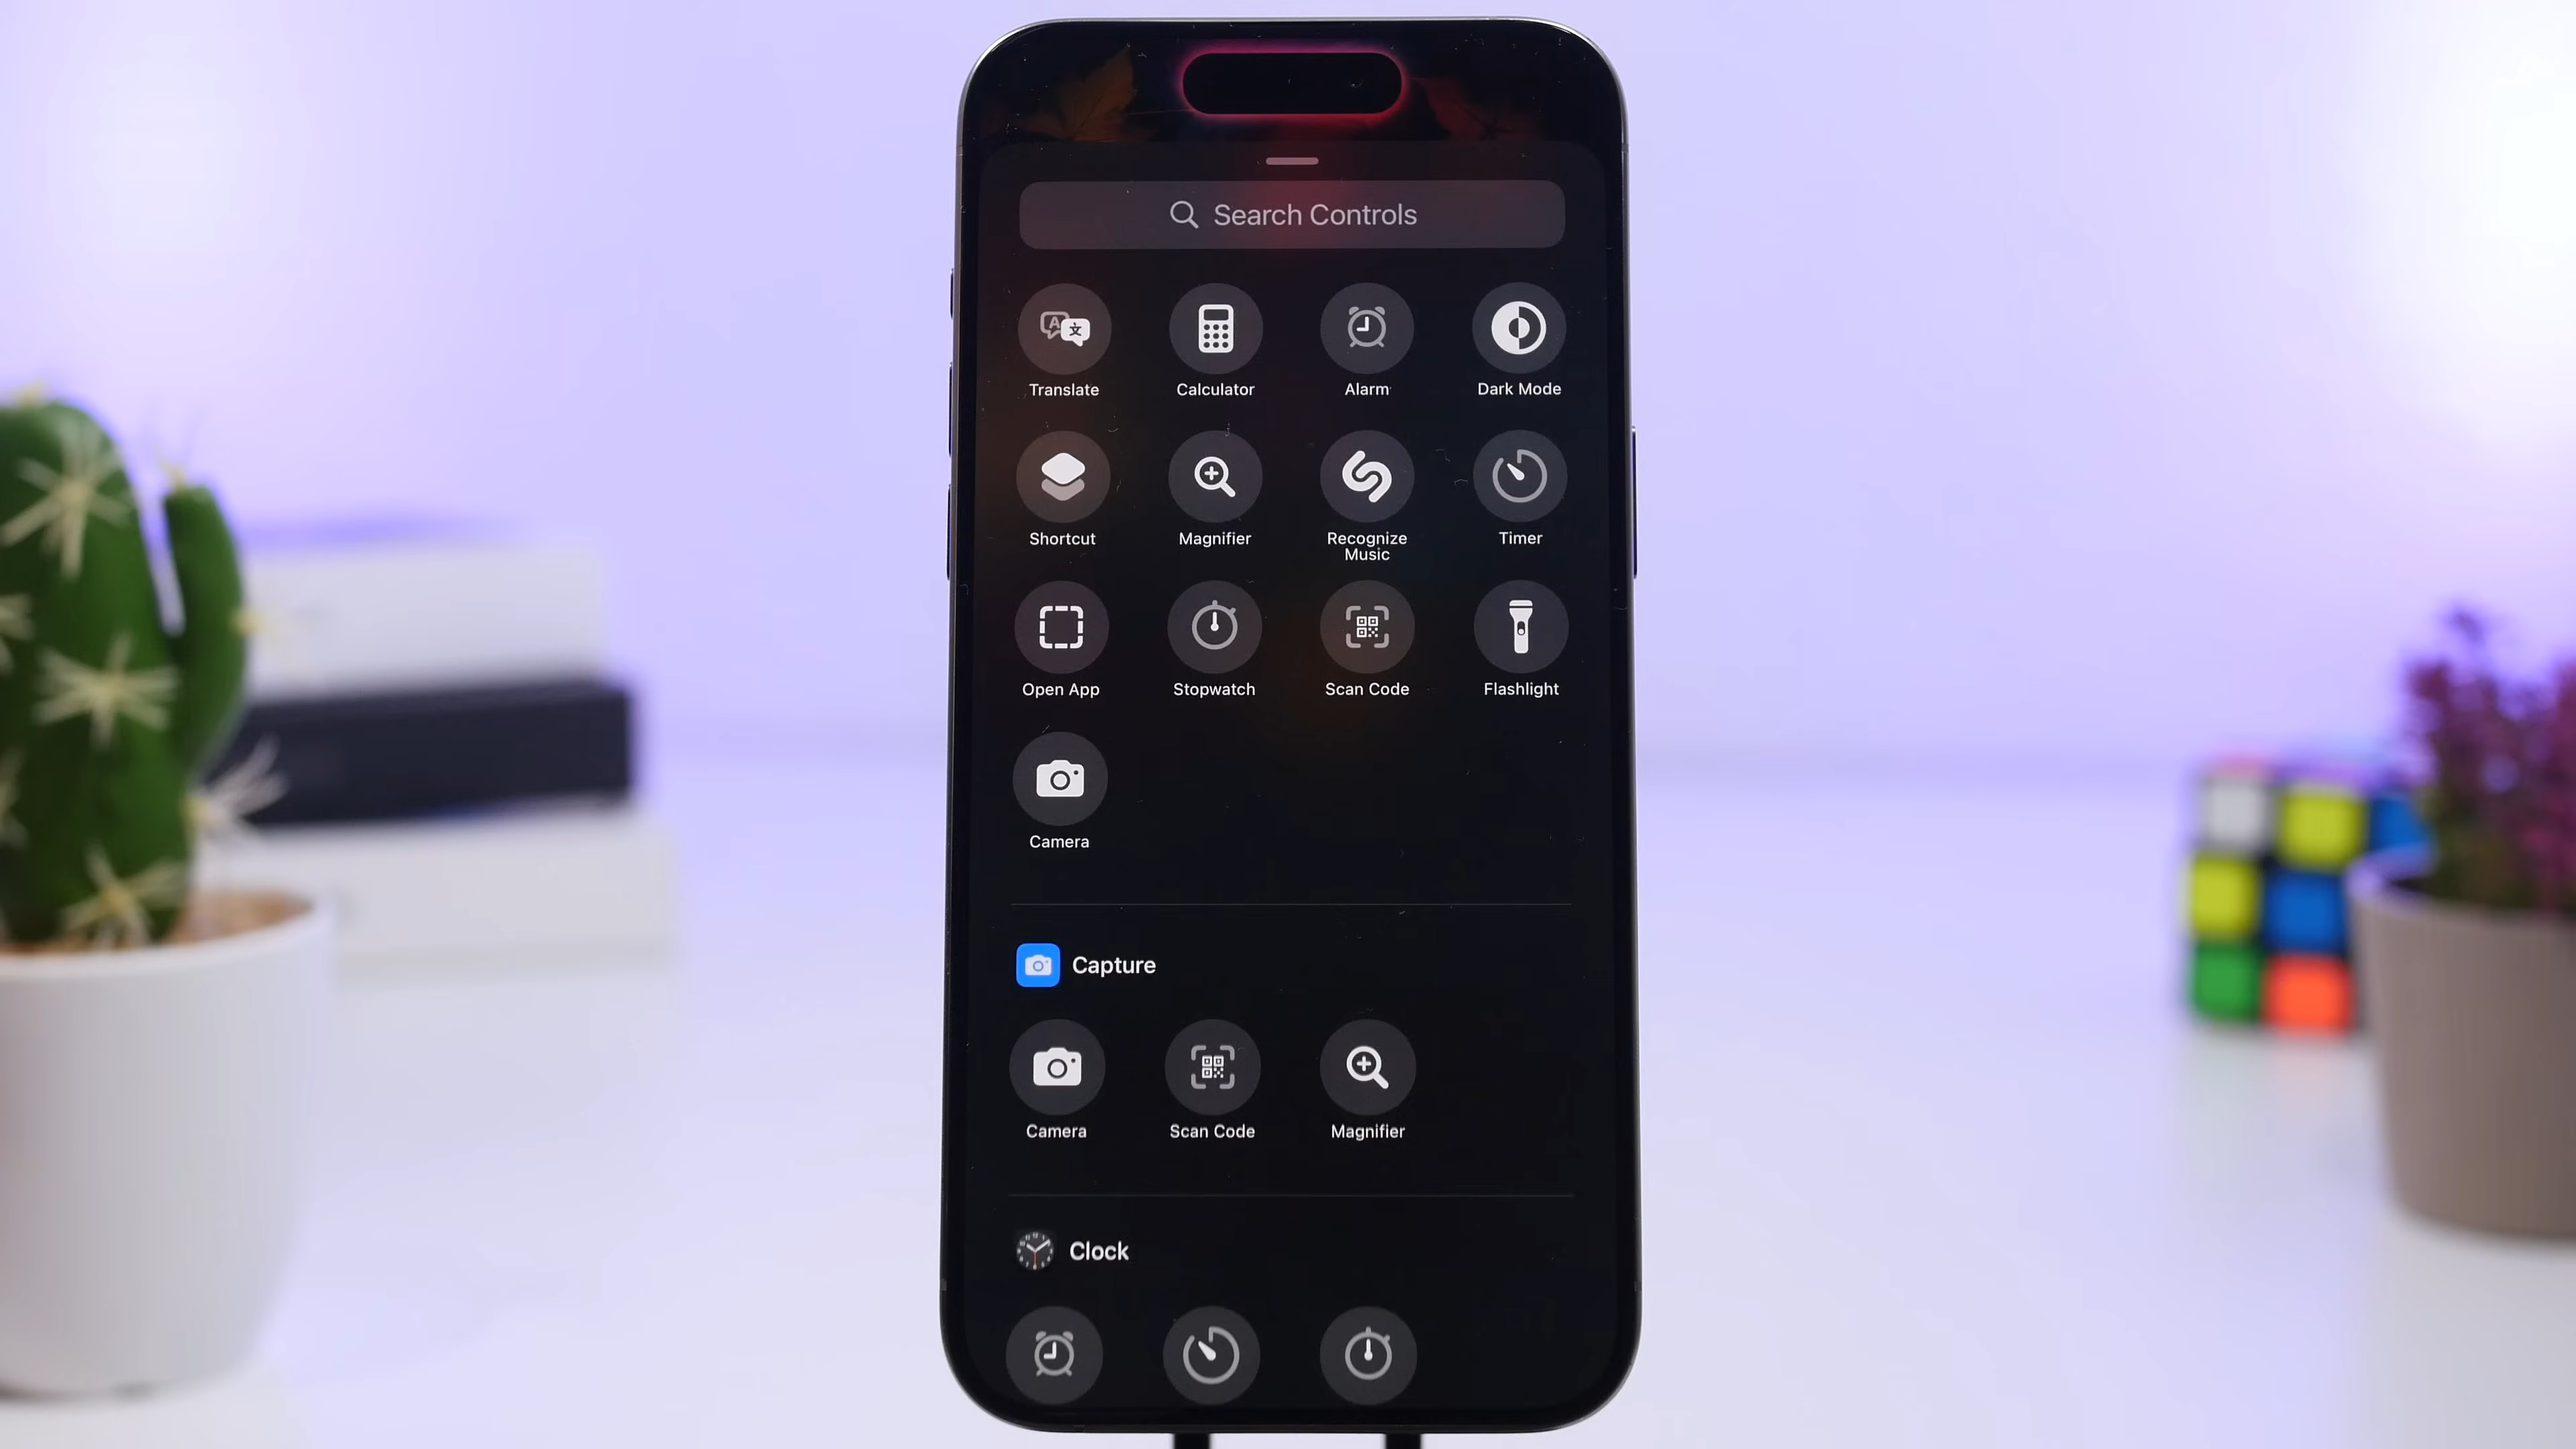 Search Controls
Translate
Calculator
Alarm
Dark Mode
Shortcut
Magnifier
Recognize
Music
Timer
Open App
Stopwatch
Scan Code
Flashlight
Camera
Capture
Camera
Scan Code
Magnifier
Clock